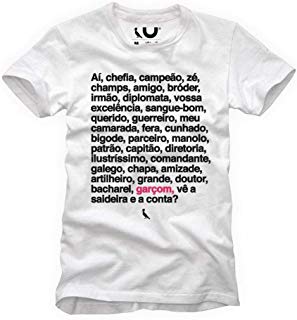 Aí, chefia, campeão, zé,
champs, amigo, bróder,
irmão, diplomata, vossa
excelência, sangue-bom,
querido, guerreiro, meu
camarada, fera, cunhado,
bigode, parceiro, manolo,
patrão, capitão, diretoria,
ilustríssimo, comandante,
galego, chapa, amizade,
artilheiro, grande, doutor,
bacharel, garçom, vê a
saideira e a conta?